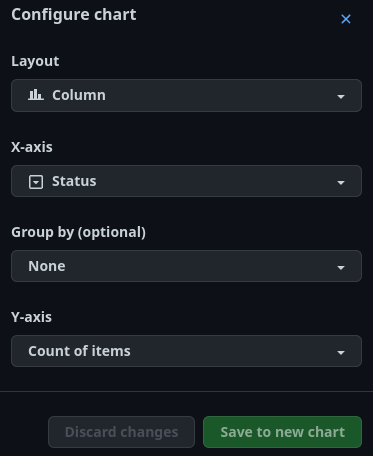 Configure chart
Layout
Column
X-axis
Status
Group by (optional)
None
Y-axis
Count of items
Discard changes
Save to new chart